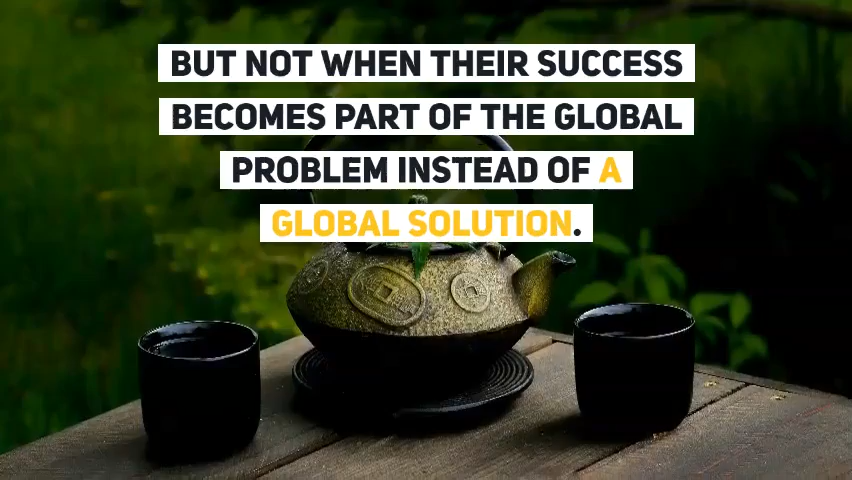 BUT NOT WHEN THEIR SUCCESS
BECOMES PART OF THE GLOBAL
PROBLEM INSTEAD OF A
GLOBAL SOLUTION.